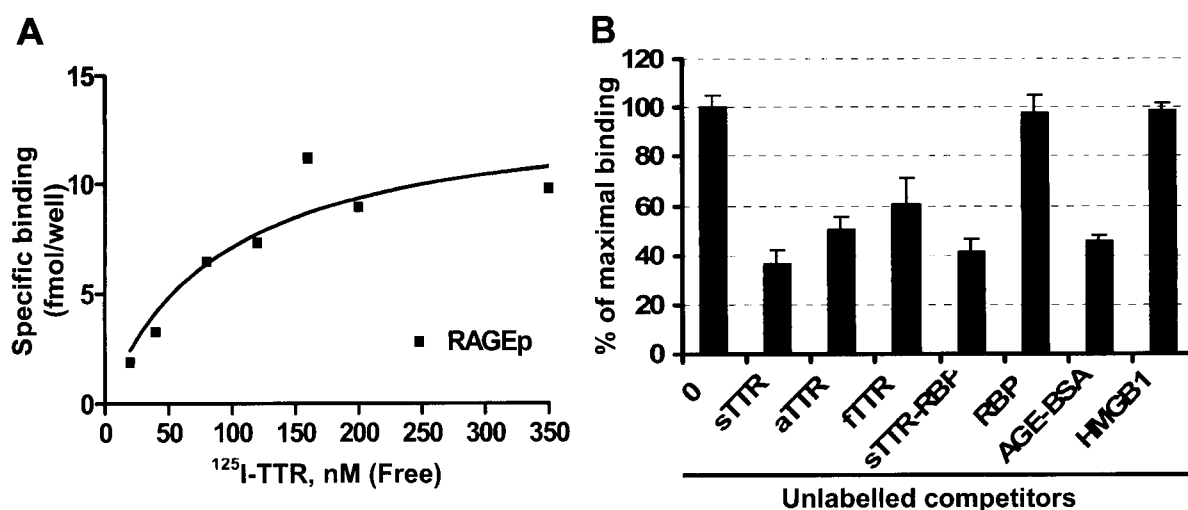 A
15
10
5
0
Specific binding
(fmol/well)
RAGEp
0 50 100 150 200 250 300 350
125I-TTR, nM (Free)
B
120
100
80
60
40
20
0
% of maximal binding
0
sTTR
aTTR
fTTR
sTTR-RBP
RBP
AGE-BSA
HMGB1
Unlabelled competitors